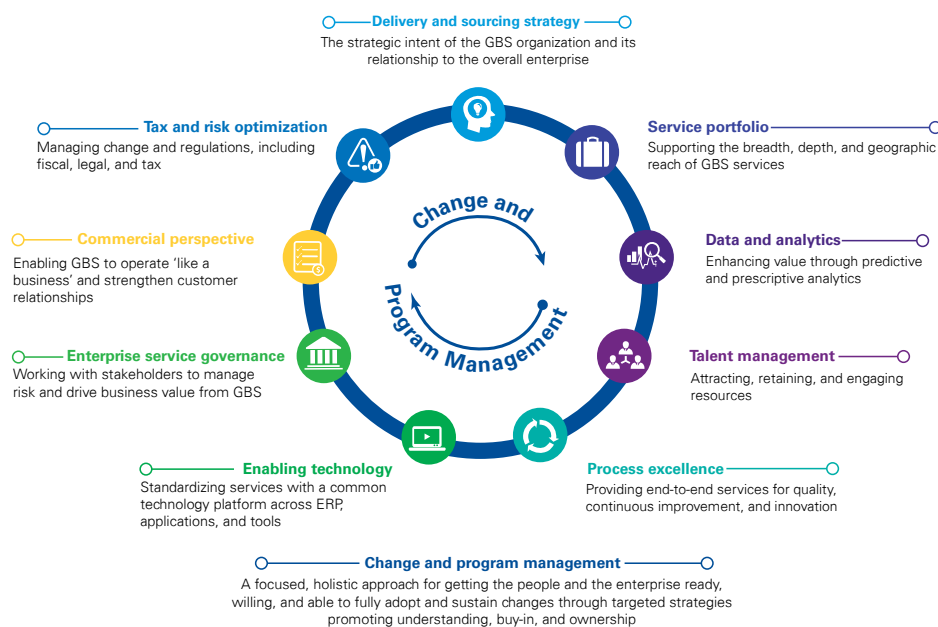 Delivery and sourcing strategy
The strategic intent of the GBS organization and its
relationship to the overall enterprise
Tax and risk optimization
Managing change and regulations, including
fiscal, legal, and tax
Service portfolio
Supporting the breadth, depth, and geographic
reach of GBS services
Commercial perspective
Enabling GBS to operate ‘like a
business’ and strengthen customer
relationships
Data and analytics
Enhancing value through predictive
and prescriptive analytics
Change and
Program Management
Enterprise service governance
Working with stakeholders to manage
risk and drive business value from GBS
Talent management
Attracting, retaining, and engaging
resources
Enabling technology
Standardizing services with a common
technology platform across ERP,
applications, and tools
Process excellence
Providing end-to-end services for quality,
continuous improvement, and innovation
Change and program management
A focused, holistic approach for getting the people and the enterprise ready,
willing, and able to fully adopt and sustain changes through targeted strategies
promoting understanding, buy-in, and ownership